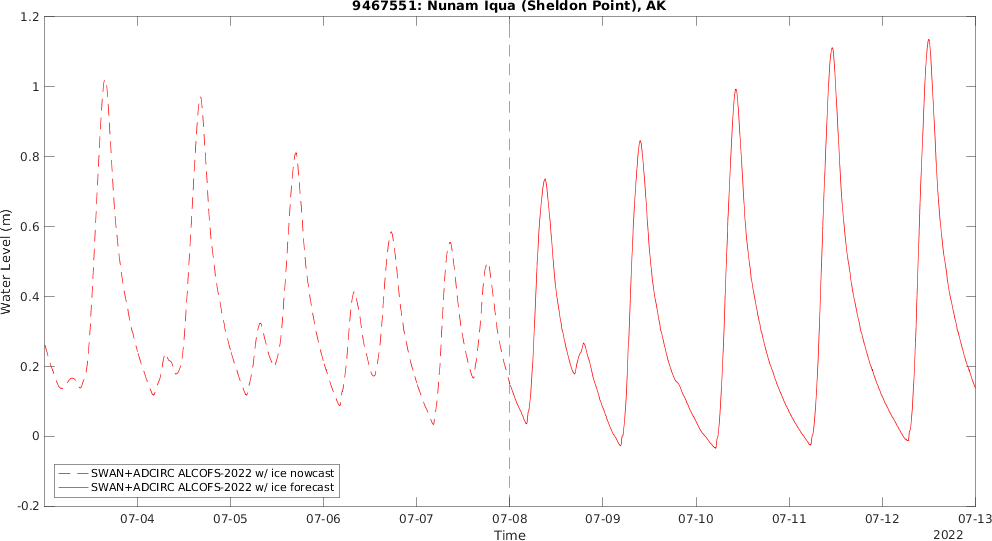 9467551: Nunam Iqua (Sheldon Point), AK
Water Level (m)
1.2
1
0.8
0.6
0.4
0.2
0
-0.2
SWAN+ADCIRC ALCOFS-2022 w/ ice nowcast
SWAN+ADCIRC ALCOFS-2022 w/ ice forecast
07-04 07-05 07-06 07-07 07-08 07-09 07-10 07-11 07-12 07-13
Time
2022